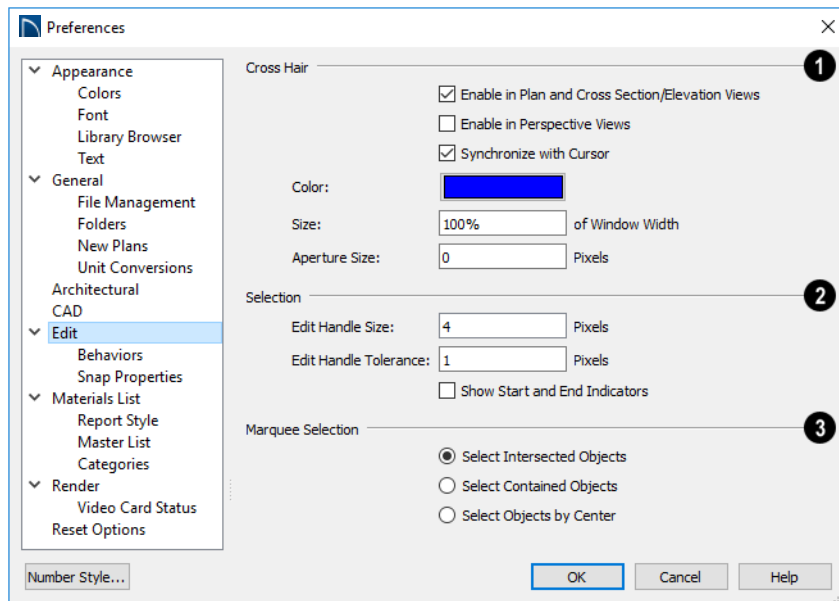 Preferences
Appearance
Colors
Font
Library Browser
Text
General
File Management
Folders
New Plans
Unit Conversions
Architectural
CAD
Edit
Behaviors
Snap Properties
Materials List
Report Style
Master List
Categories
Render
Video Card Status
Reset Options
Cross Hair 1
Enable in Plan and Cross Section/Elevation Views
Enable in Perspective Views
Synchronize with Cursor
Color:
Size: 100% of Window Width
Aperture Size: 0 Pixels
Selection 2
Edit Handle Size: 4 Pixels
Edit Handle Tolerance: 1 Pixels
Show Start and End Indicators
Marquee Selection 3
Select Intersected Objects
Select Contained Objects
Select Objects by Center
Number Style... OK Cancel Help